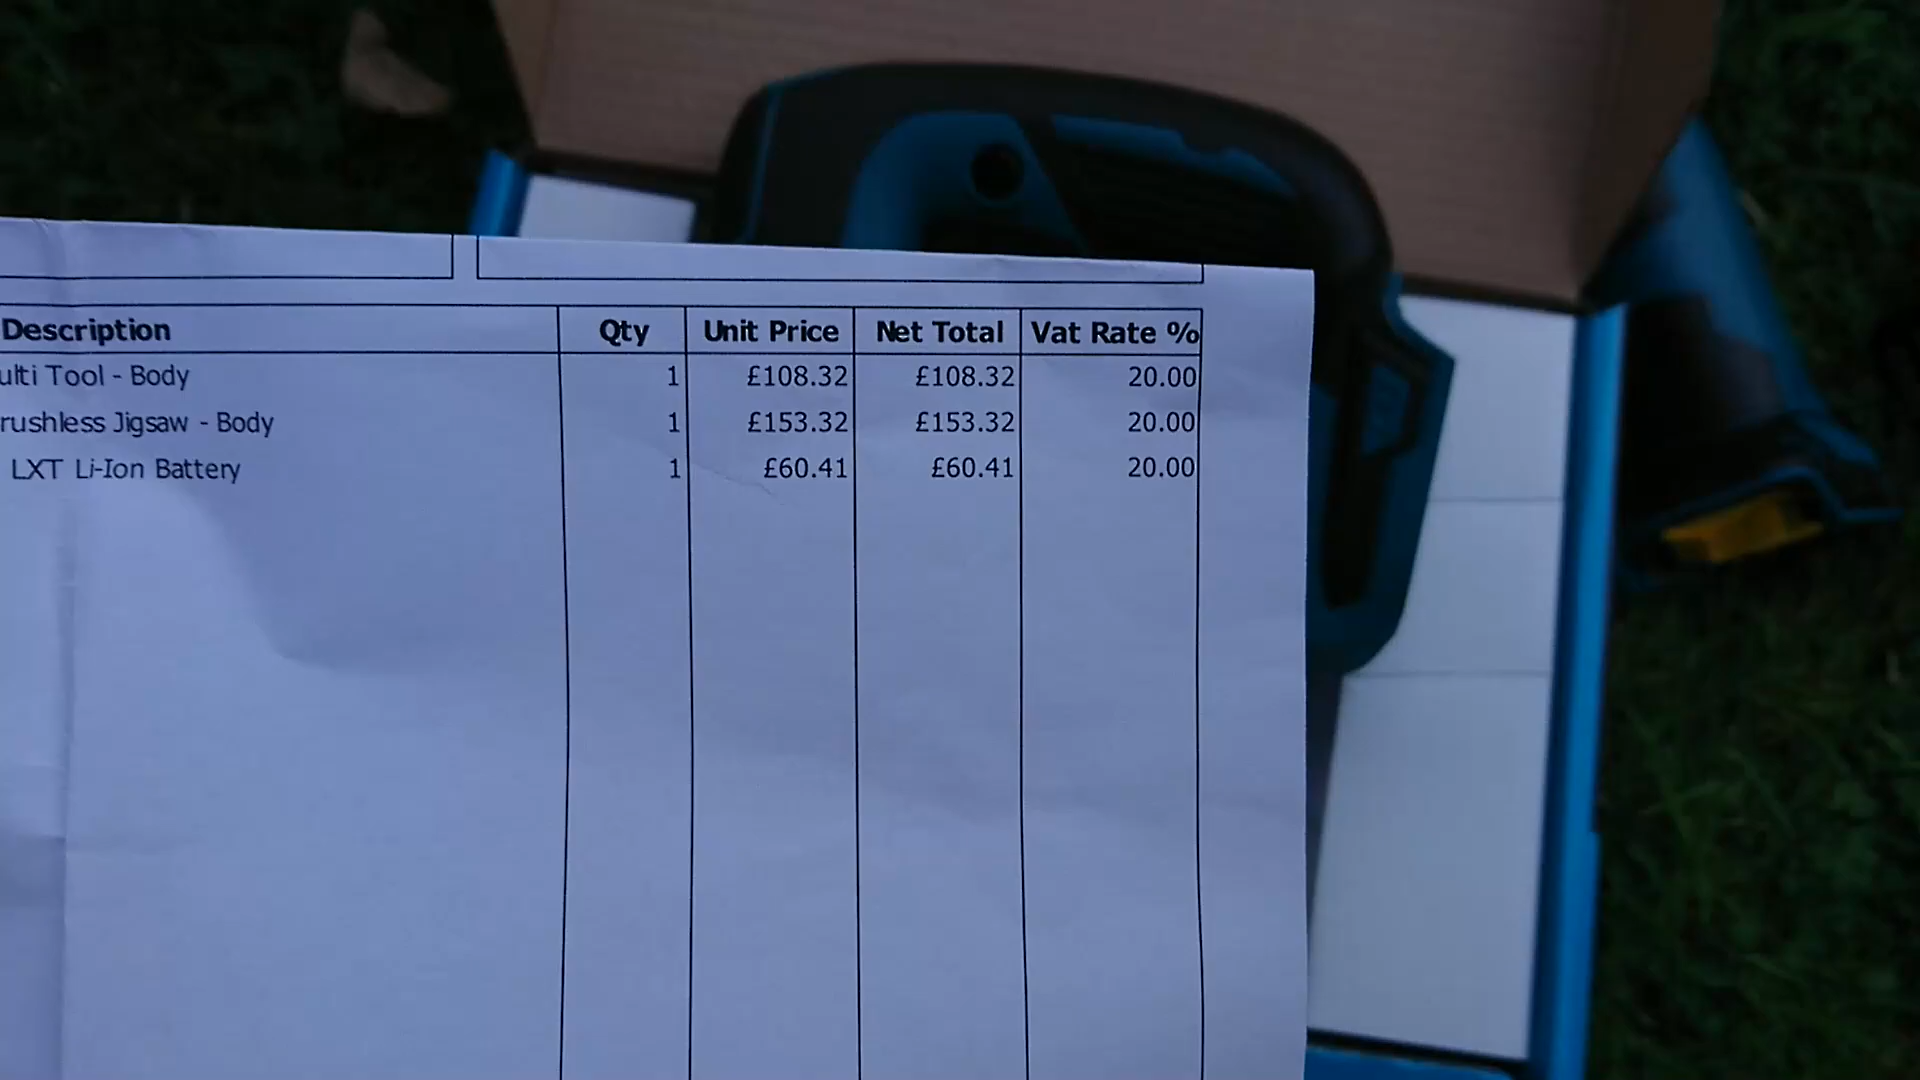 Description Qty Unit Price Net Total Vat Rate %
ulti Tool - Body 1 £108.32 £108.32 20.00
rushless Jigsaw - Body 1 £153.32 £153.32 20.00
LXT Li-Ion Battery 1 £60.41 £60.41 20.00